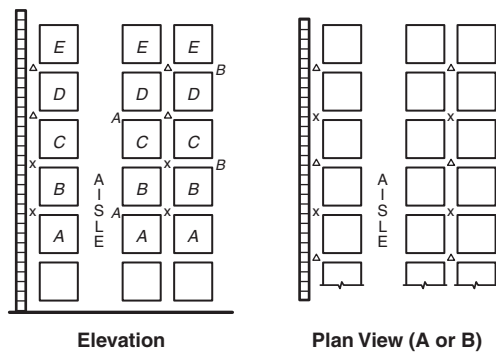 E E E
B
D D D
A
C C C
x x B
B B B
x A x
A A A
AISLE
x x
x x
AISLE
Elevation
Plan View (A or B)